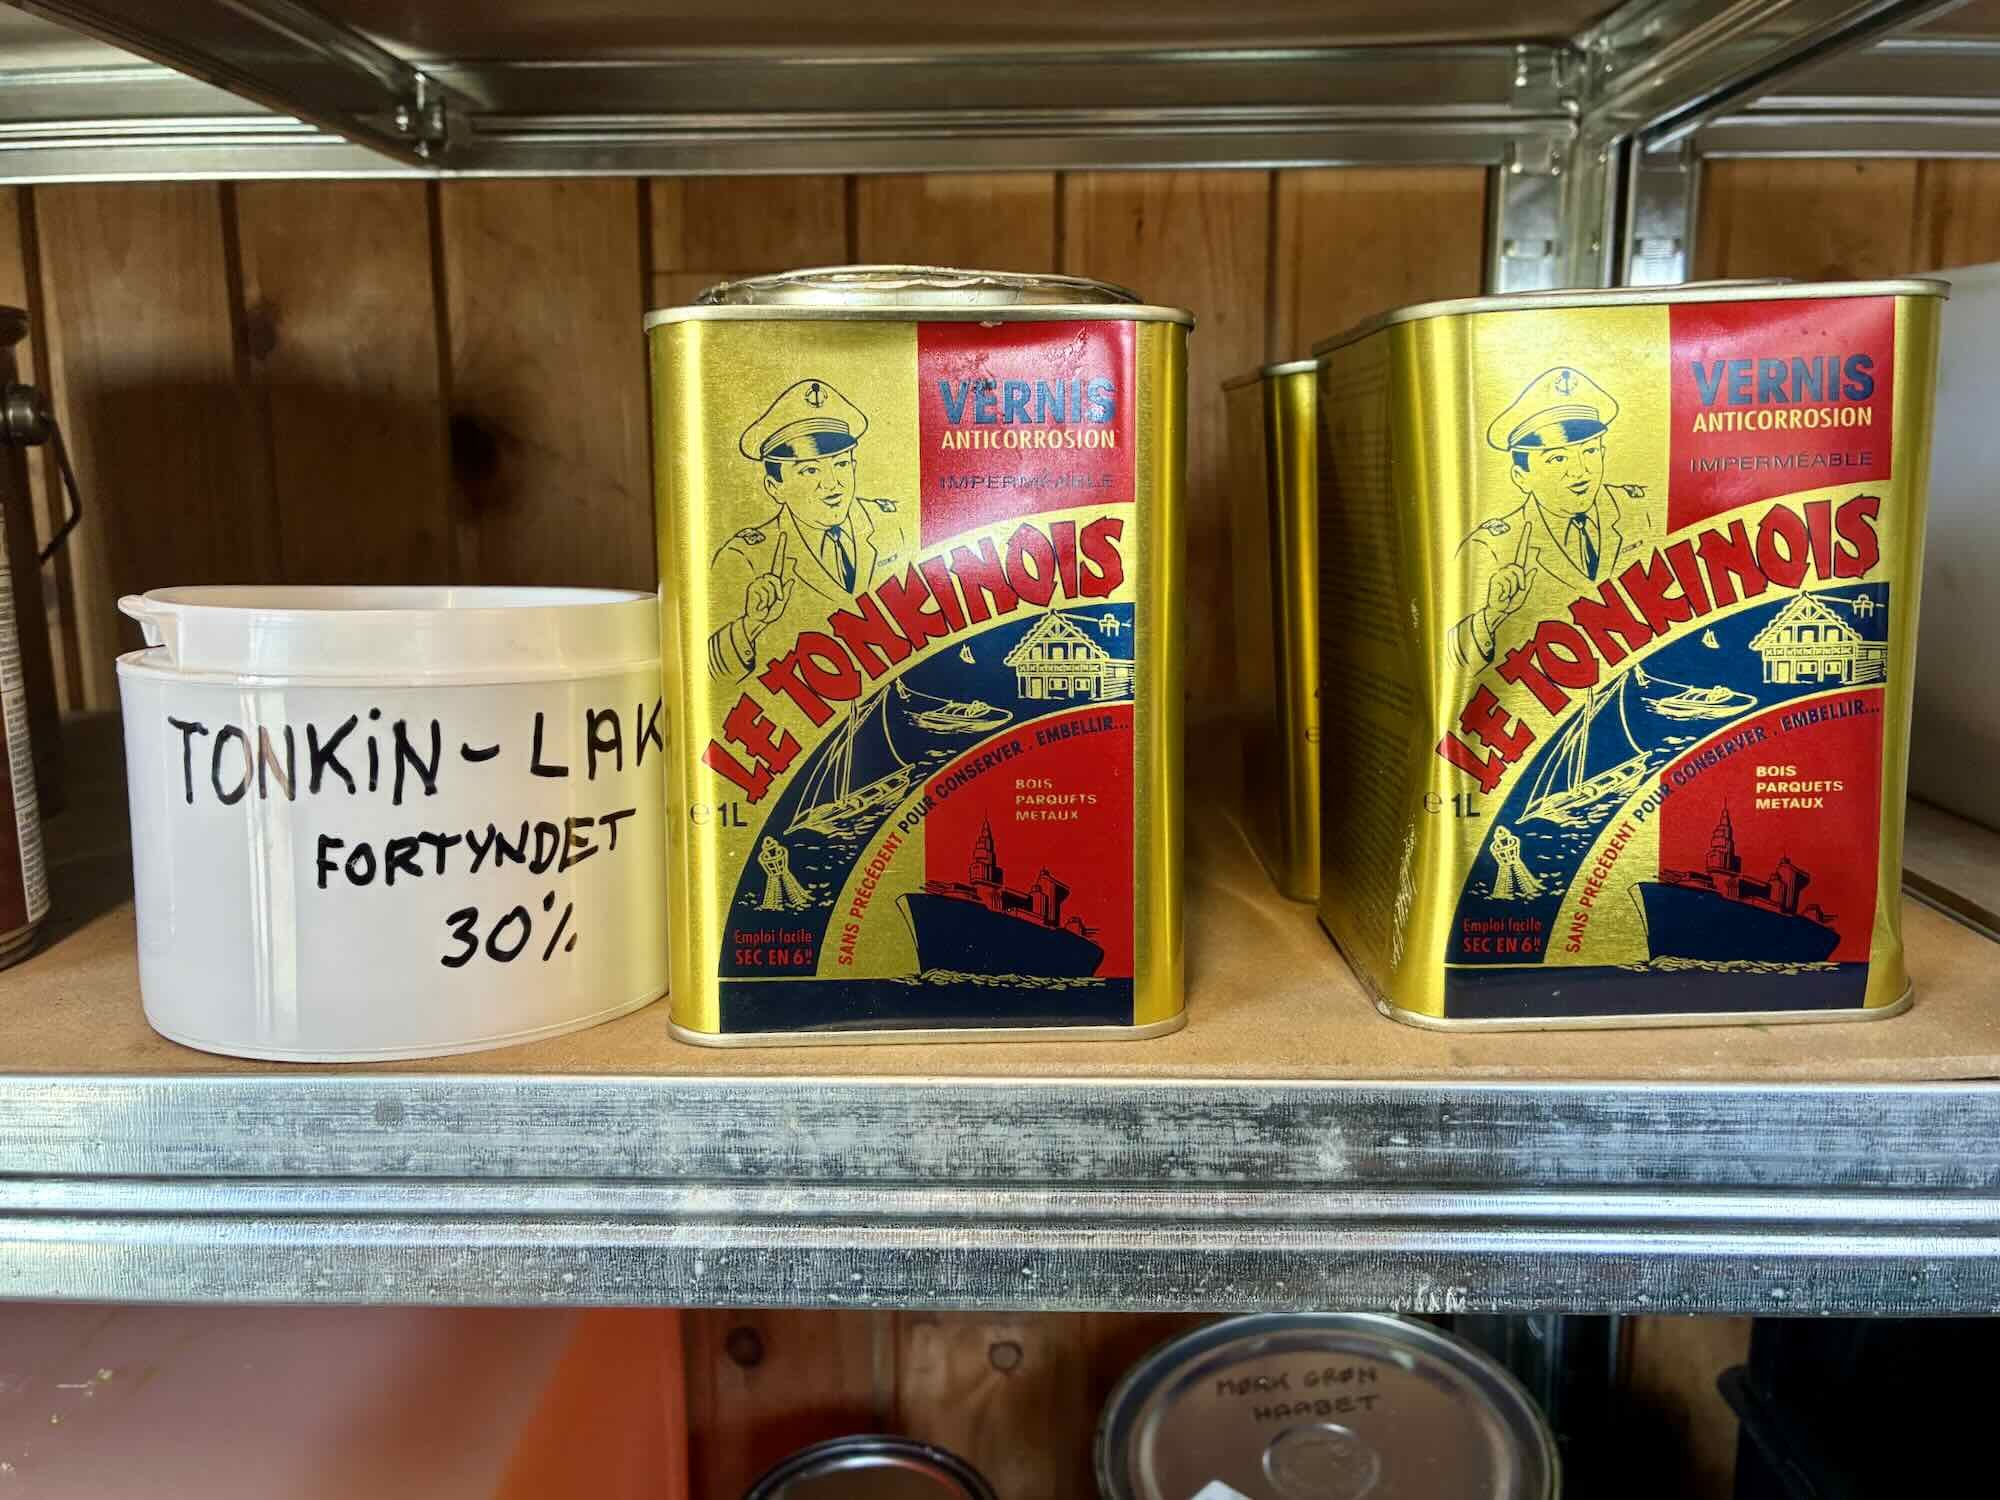 TONKiN - LAK
FORTYNDET
30%
VERNIS
ANTICORROSION
IMPERMÉABLE
LE TONKINOIS
SANS PRÉCÉDENT POUR CONSERVER . EMBELLIR...
BOIS
PARQUETS
METAUX
e 1L
Emploi facile
SEC EN 6H
VERNIS
ANTICORROSION
IMPERMÉABLE
LE TONKINOIS
SANS PRÉCÉDENT POUR CONSERVER . EMBELLIR...
BOIS
PARQUETS
METAUX
e 1L
Emploi facile
SEC EN 6H
MØRK GRØN
HAABET